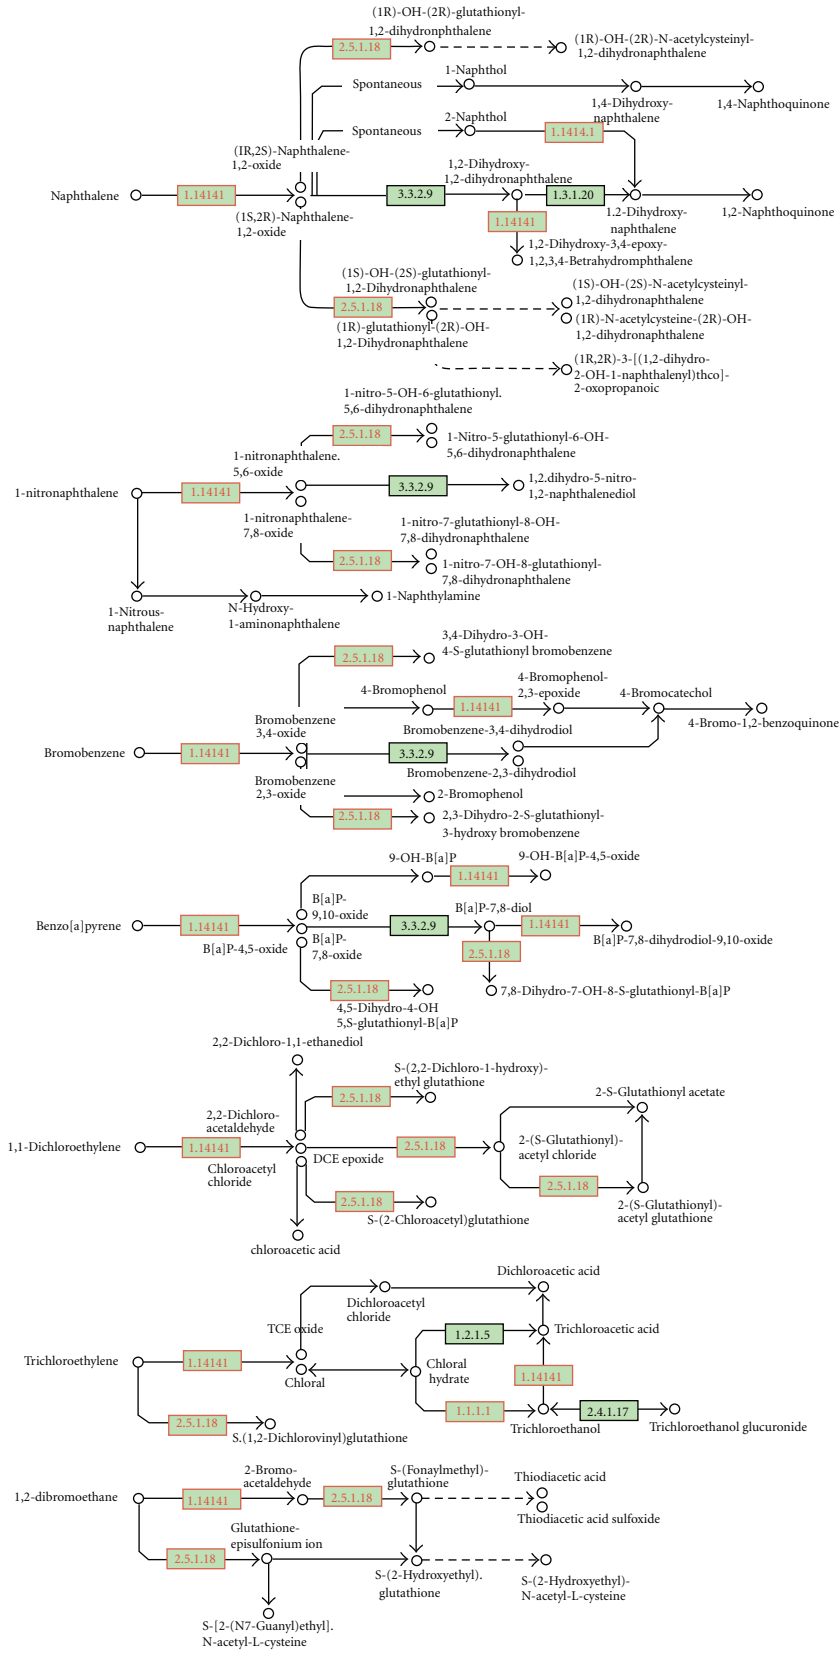 (1R)-OH-(2R)-glutathionyl-
1,2-dihydronphthalene
2.5.1.18
(1R)-OH-(2R)-N-acetylcysteinyl-
1,2-dihydronaphthalene
Spontaneous
1-Naphthol
1,4-Dihydroxy-
naphthalene
1,4-Naphthoquinone
Spontaneous
2-Naphthol
1.1414.1
(IR,2S)-Naphthalene-
1,2-oxide
1,2-Dihydroxy-
1,2-dihydronaphthalene
Naphthalene
1.14141
3.3.2.9
1.3.1.20
(1S,2R)-Naphthalene-
1,2-oxide
1.14141
1.2-Dihydroxy-
naphthalene
1,2-Naphthoquinone
1,2-Dihydroxy-3,4-epoxy-
1,2,3,4-Betrahydromphthalene
(1S)-OH-(2S)-glutathionyl-
1,2-Dihydronaphthalene
2.5.1.18
(1S)-OH-(2S)-N-acetylcysteinyl-
1,2-dihydronaphthalene
(1R)-glutathionyl-(2R)-OH-
1,2-Dihydronaphthalene
(1R)-N-acetylcysteine-(2R)-OH-
1,2-dihydronaphthalene
(1R,2R)-3-[(1,2-dihydro-
2-OH-1-naphthalenyl)thco]-
2-oxopropanoic
1-nitro-5-OH-6-glutathionyl.
5,6-dihydronaphthalene
2.5.1.18
1-Nitro-5-glutathionyl-6-OH-
5,6-dihydronaphthalene
1-nitronaphthalene.
5,6-oxide
1-nitronaphthalene
1.14141
3.3.2.9
1,2.dihydro-5-nitro-
1,2-naphthalenediol
1-nitronaphthalene-
7,8-oxide
1-nitro-7-glutathionyl-8-OH-
7,8-dihydronaphthalene
2.5.1.18
1-nitro-7-OH-8-glutathionyl-
7,8-dihydronaphthalene
1-Nitrous-
naphthalene
N-Hydroxy-
1-aminonaphthalene
1-Naphthylamine
3,4-Dihydro-3-OH-
4-S-glutathionyl bromobenzene
2.5.1.18
4-Bromophenol
1.14141
4-Bromophenol-
2,3-epoxide
4-Bromocatechol
4-Bromo-1,2-benzoquinone
Bromobenzene
3,4-oxide
Bromobenzene-3,4-dihydrodiol
Bromobenzene
1.14141
3.3.2.9
Bromobenzene-2,3-dihydrodiol
Bromobenzene
2,3-oxide
2-Bromophenol
2.5.1.18
2,3-Dihydro-2-S-glutathionyl-
3-hydroxy bromobenzene
9-OH-B[a]P
1.14141
9-OH-B[a]P-4,5-oxide
B[a]P-
9,10-oxide
B[a]P-7,8-diol
Benzo[a]pyrene
1.14141
3.3.2.9
1.14141
B[a]P-4,5-oxide
B[a]P-
7,8-oxide
2.5.1.18
B[a]P-7,8-dihydrodiol-9,10-oxide
2.5.1.18
4,5-Dihydro-4-OH
5,S-glutathionyl-B[a]P
7,8-Dihydro-7-OH-8-S-glutathionyl-B[a]P
2,2-Dichloro-1,1-ethanediol
S-(2,2-Dichloro-1-hydroxy)-
ethyl glutathione
2.5.1.18
2-S-Glutathionyl acetate
2,2-Dichloro-
acetaldehyde
1,1-Dichloroethylene
1.14141
2.5.1.18
2-(S-Glutathionyl)-
acetyl chloride
Chloroacetyl
chloride
DCE epoxide
2.5.1.18
2.5.1.18
S-(2-Chloroacetyl)glutathione
2-(S-Glutathionyl)-
acetyl glutathione
chloroacetic acid
Dichloroacetic acid
Dichloroacetyl
chloride
TCE oxide
1.2.1.5
Trichloroacetic acid
Trichloroethylene
1.14141
Chloral
Chloral
hydrate
1.14141
2.5.1.18
1.1.1.1
2.4.1.17
S.(1,2-Dichlorovinyl)glutathione
Trichloroethanol
Trichloroethanol glucuronide
1,2-dibromoethane
1.14141
2-Bromo-
acetaldehyde
2.5.1.18
S-(Fonaylmethyl)-
glutathione
Thiodiacetic acid
Thiodiacetic acid sulfoxide
Glutathione-
episulfonium ion
2.5.1.18
S-(2-Hydroxyethyl).
glutathione
S-(2-Hydroxyethyl)-
N-acetyl-L-cysteine
S-[2-(N7-Guanyl)ethyl].
N-acetyl-L-cysteine